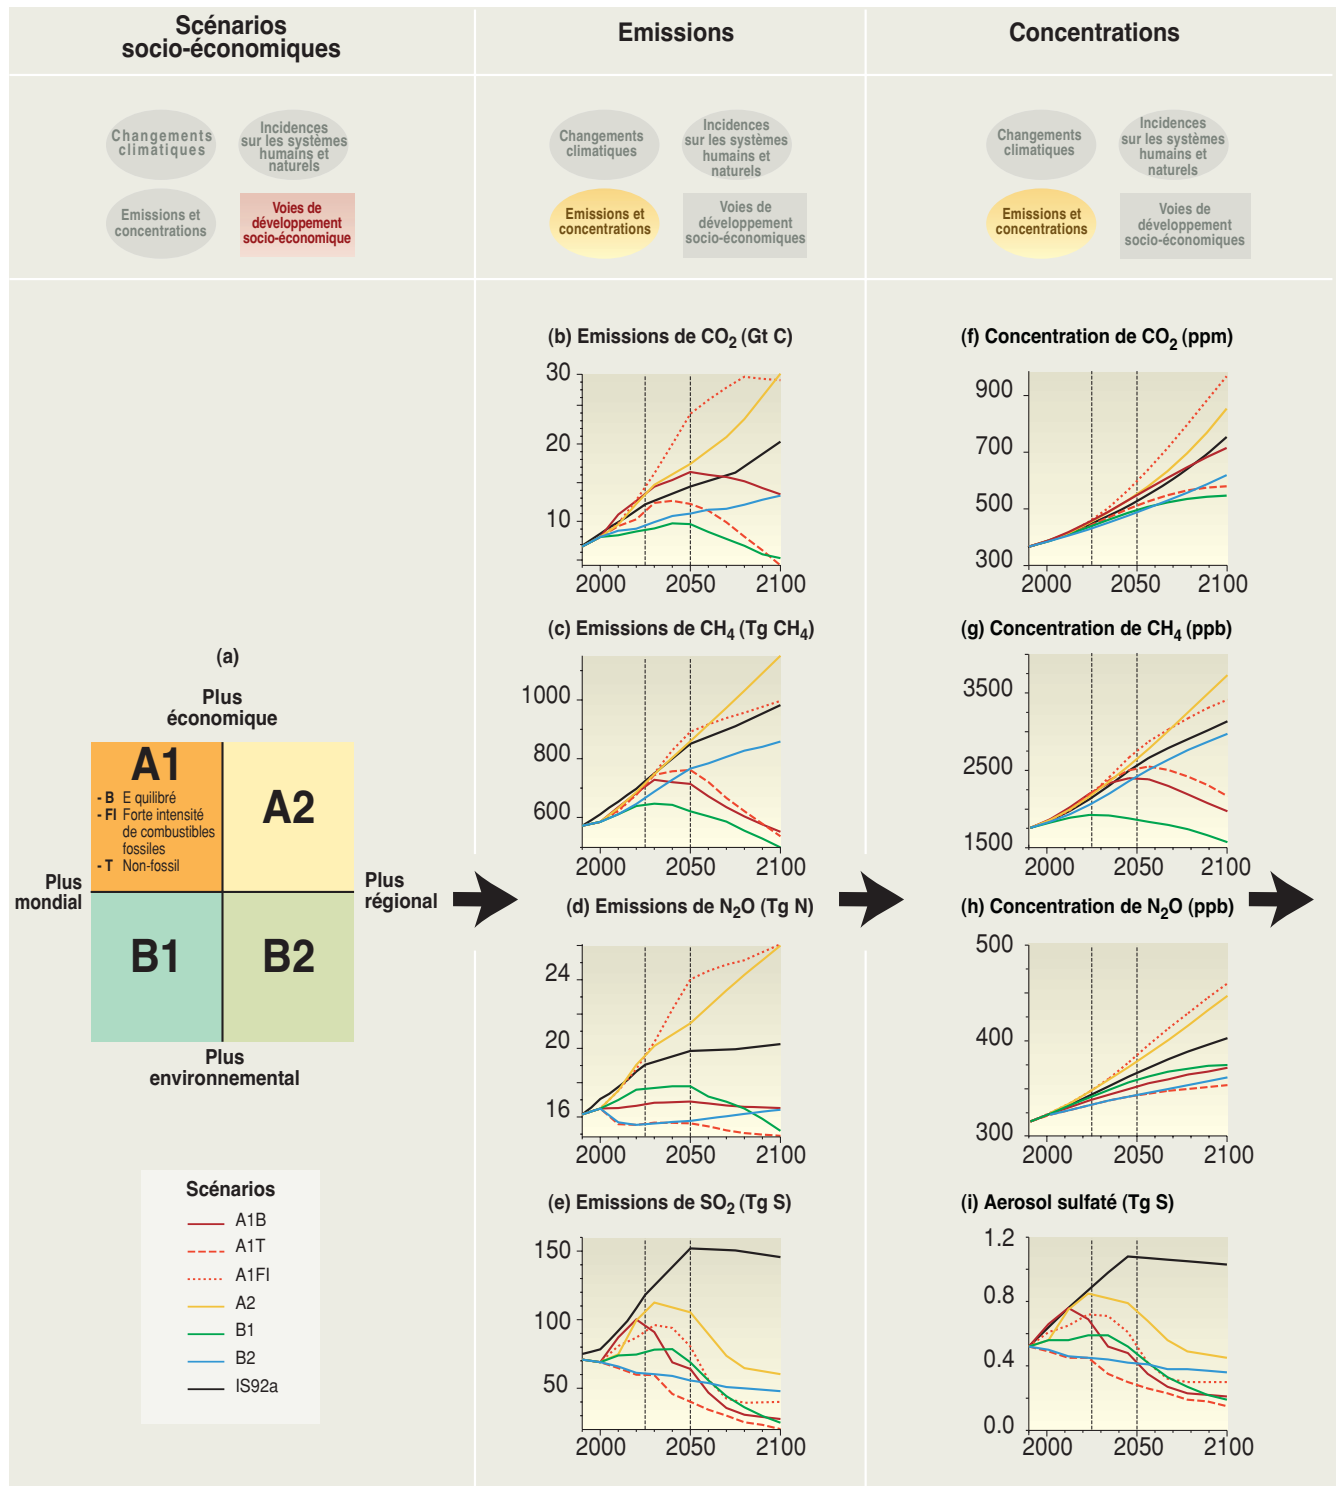 Scénarios
socio-économiques
Emissions
Concentrations
Changements
climatiques
Incidences
sur les systèmes
humains et
naturels
Emissions et
concentrations
Voies de
développement
socio-économique
Changements
climatiques
Incidences
sur les systèmes
humains et
naturels
Emissions et
concentrations
Voies de
développement
socio-économiques
Changements
climatiques
Incidences
sur les systèmes
humains et
naturels
Emissions et
concentrations
Voies de
développement
socio-économiques
(a)
Plus
économique
A1
- B E quilibré
- FI Forte intensité
de combustibles
fossiles
- T Non-fossil
A2
Plus
mondial
Plus
régional
B1
B2
Plus
environnemental
Scénarios
A1B
A1T
A1FI
A2
B1
B2
IS92a
(b) Emissions de CO2 (Gt C)
30
20
10
2000 2050 2100
(c) Emissions de CH4 (Tg CH4)
1000
800
600
2000 2050 2100
(d) Emissions de N2O (Tg N)
24
20
16
2000 2050 2100
(e) Emissions de SO2 (Tg S)
150
100
50
2000 2050 2100
(f) Concentration de CO2 (ppm)
900
700
500
300
2000 2050 2100
(g) Concentration de CH4 (ppb)
3500
2500
1500
2000 2050 2100
(h) Concentration de N2O (ppb)
500
400
300
2000 2050 2100
(i) Aerosol sulfaté (Tg S)
1.2
0.8
0.4
0.0
2000 2050 2100